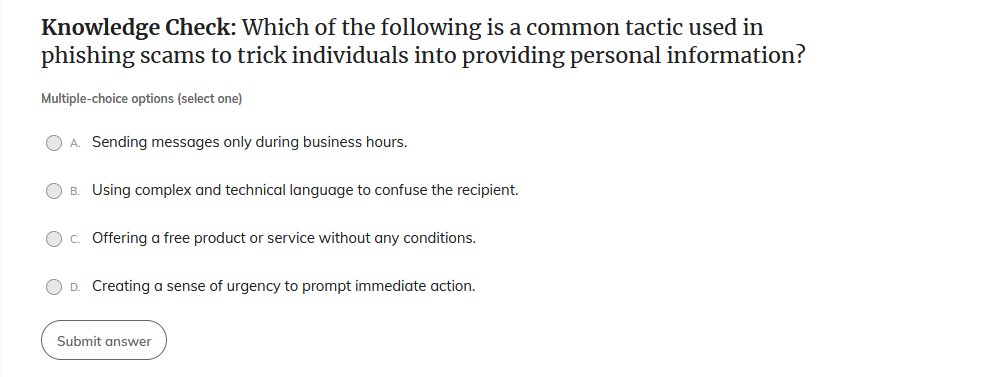 Knowledge Check: Which of the following is a common tactic used in
phishing scams to trick individuals into providing personal information?
Multiple-choice options (select one)
A. Sending messages only during business hours.
B. Using complex and technical language to confuse the recipient.
C. Offering a free product or service without any conditions.
D. Creating a sense of urgency to prompt immediate action.
Submit answer